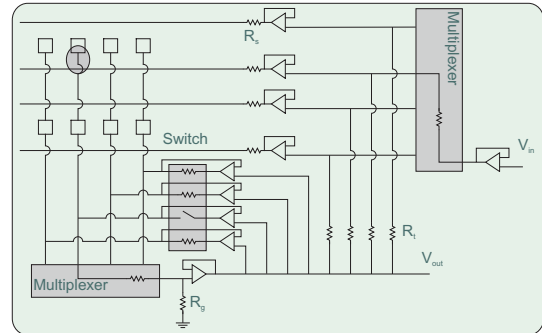 Multiplexer
Rs
Switch
Vin
Rt
Vout
Multiplexer
Rg